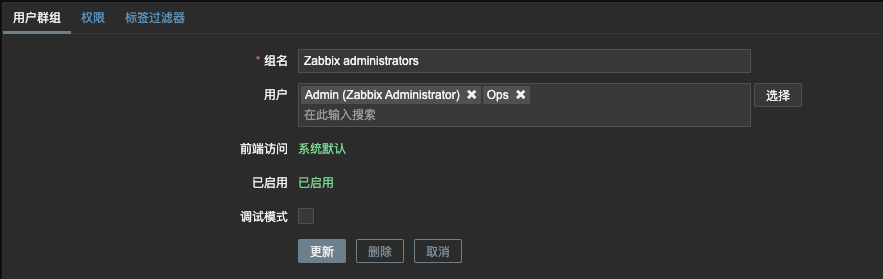 用户群组 权限 标签过滤器
* 组名 Zabbix administrators
用户 Admin (Zabbix Administrator) ✖ Ops ✖ 选择
在此输入搜索
前端访问 系统默认
已启用 已启用
调试模式
更新 删除 取消